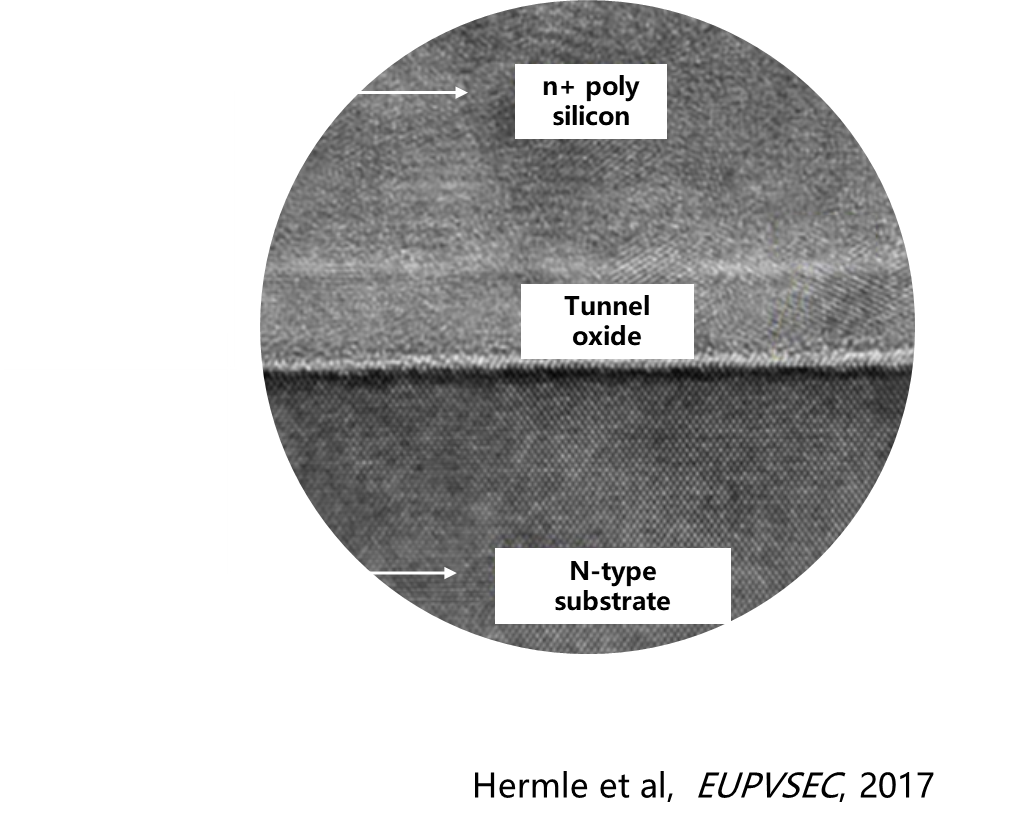 n+ poly
silicon
Tunnel
oxide
N-type
substrate
Hermle et al, EUPVSEC, 2017